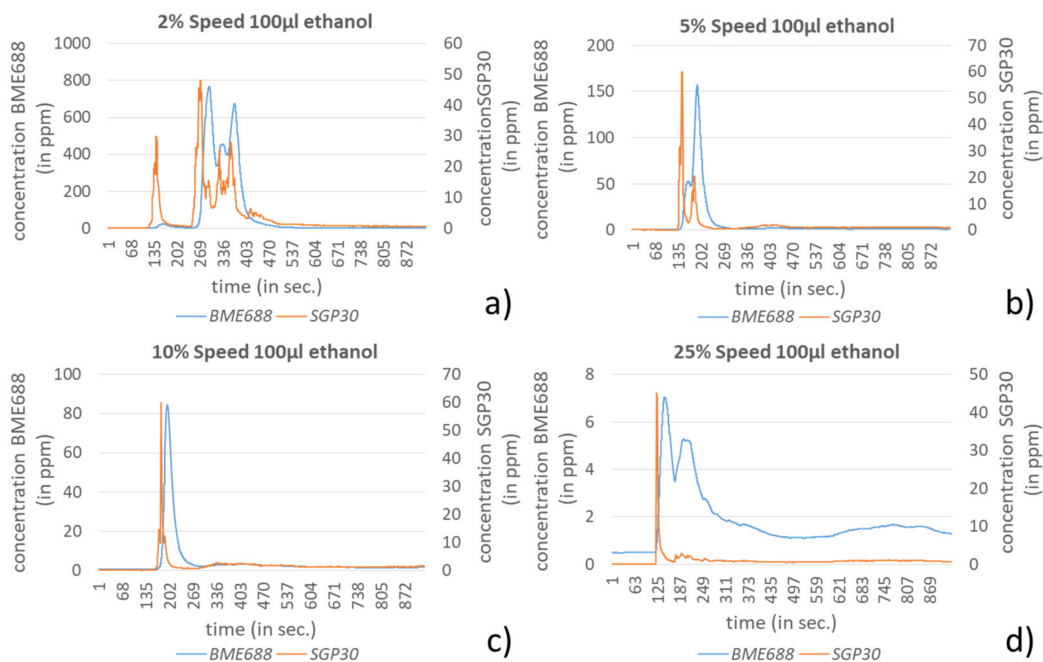 2% Speed 100µl ethanol
concentration BME688
(in ppm)
1000
800
600
400
200
0
60
50
40
30
20
10
0
concentrationSGP30
(in ppm)
1 68 135 202 269 336 403 470 537 604 671 738 805 872
time (in sec.)
BME688 SGP30
a)
5% Speed 100µl ethanol
concentration BME688
(in ppm)
200
150
100
50
0
70
60
50
40
30
20
10
0
concentration SGP30
(in ppm)
1 68 135 202 269 336 403 470 537 604 671 738 805 872
time (in sec.)
BME688 SGP30
b)
10% Speed 100µl ethanol
concentration BME688
(in ppm)
100
80
60
40
20
0
70
60
50
40
30
20
10
0
concentration SGP30
(in ppm)
1 68 135 202 269 336 403 470 537 604 671 738 805 872
time (in sec.)
BME688 SGP30
c)
25% Speed 100µl ethanol
concentration BME688
(in ppm)
8
6
4
2
0
50
40
30
20
10
0
concentration SGP30
(in ppm)
1 63 125 187 249 311 373 435 497 559 621 683 745 807 869
time (in sec.)
BME688 SGP30
d)